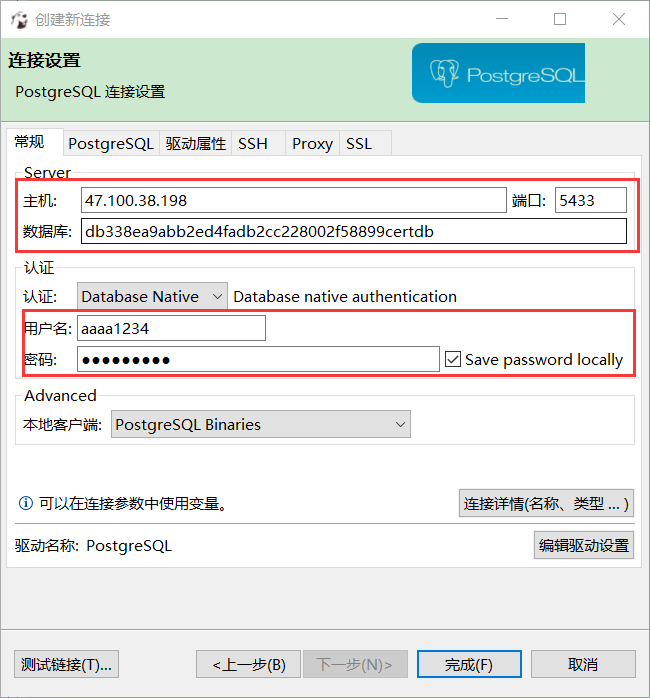 创建新连接
连接设置
PostgreSQL 连接设置
PostgreSQL
常规 PostgreSQL 驱动属性 SSH Proxy SSL
Server
主机: 47.100.38.198 端口: 5433
数据库: db338ea9abb2ed4fadb2cc228002f58899certdb
认证
认证: Database Native Database native authentication
用户名: aaaa1234
密码: ●●●●●●●●● Save password locally
Advanced
本地客户端: PostgreSQL Binaries
可以在连接参数中使用变量。 连接详情(名称、类型 ... )
驱动名称: PostgreSQL 编辑驱动设置
测试链接(T)... <上一步(B) 下一步(N)> 完成(F) 取消